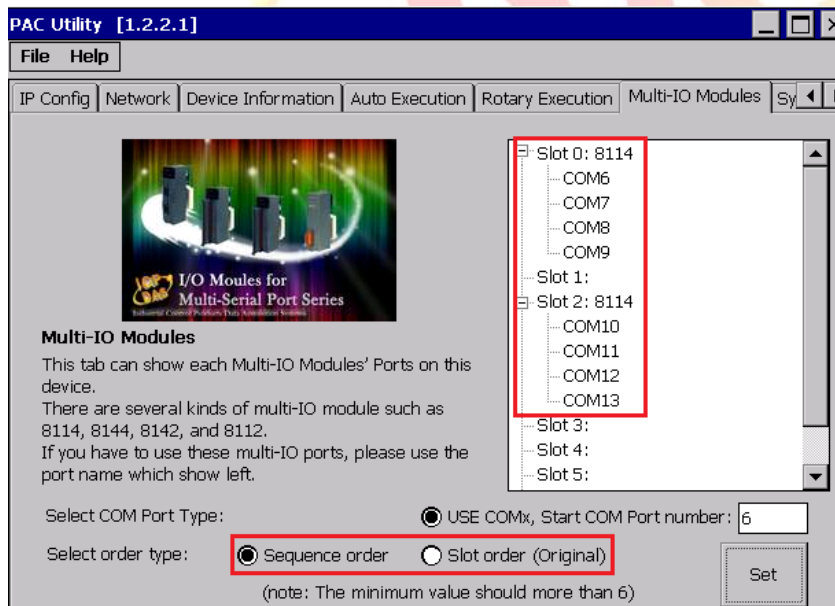 PAC Utility [1.2.2.1]
File Help
IP Config Network Device Information Auto Execution Rotary Execution Multi-IO Modules Sy
I/O Moules for
Multi-Serial Port Series
Industrial Control Products Data Acquisition Systems
Multi-IO Modules
This tab can show each Multi-IO Modules' Ports on this
device.
There are several kinds of multi-IO module such as
8114, 8144, 8142, and 8112.
If you have to use these multi-IO ports, please use the
port name which show left.
Slot 0: 8114
COM6
COM7
COM8
COM9
Slot 1:
Slot 2: 8114
COM10
COM11
COM12
COM13
Slot 3:
Slot 4:
Slot 5:
Select COM Port Type: USE COMx, Start COM Port number: 6
Select order type: Sequence order Slot order (Original)
(note: The minimum value should more than 6)
Set